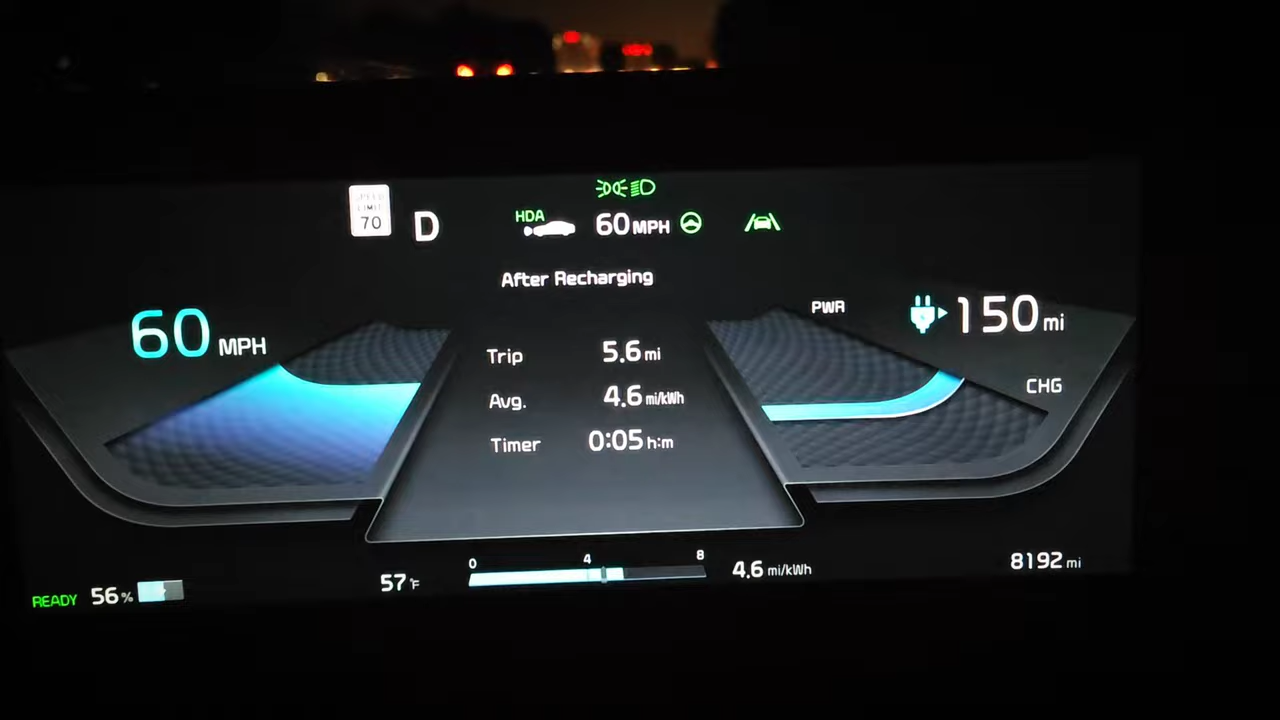 SPEED
LIMIT
70
D
HDA
60 MPH
After Recharging
60 MPH
PWR
150 mi
CHG
Trip 5.6 mi
Avg. 4.6 mi/kWh
Timer 0:05 h:m
0 4 8
READY 56%
57°F
4.6 mi/kWh
8192 mi